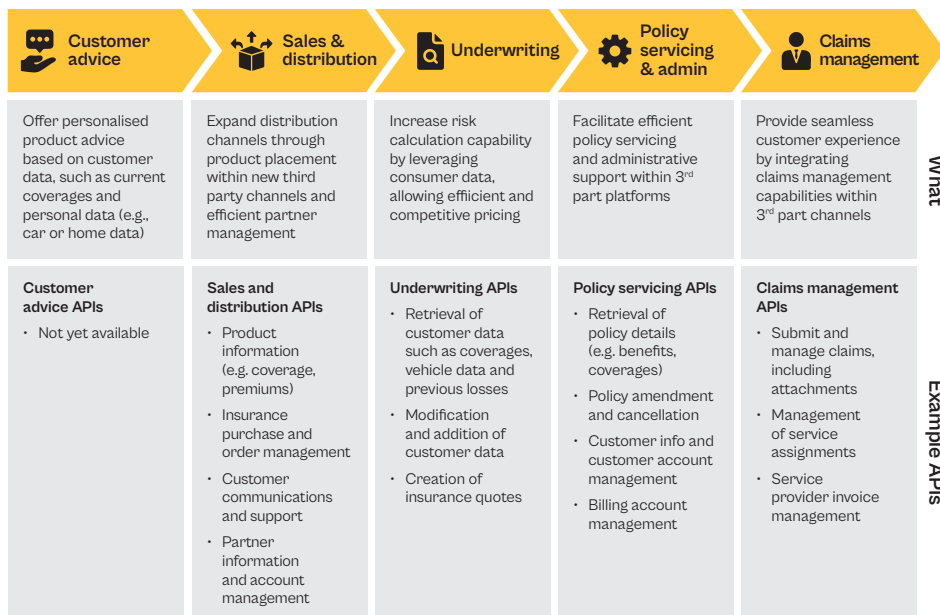 Customer
advice
Sales &
distribution
Underwriting
Policy
servicing
& admin
Claims
management
Offer personalised
product advice
based on customer
data, such as current
coverages and
personal data (e.g.,
car or home data)
Expand distribution
channels through
product placement
within new third
party channels and
efficient partner
management
Increase risk
calculation capability
by leveraging
consumer data,
allowing efficient and
competitive pricing
Facilitate efficient
policy servicing
and administrative
support within 3rd
part platforms
Provide seamless
customer experience
by integrating
claims management
capabilities within
3rd part channels
What
Customer
advice APIs
• Not yet available
Sales and
distribution APIs
• Product
information
(e.g. coverage,
premiums)
• Insurance
purchase and
order management
• Customer
communications
and support
• Partner
information
and account
management
Underwriting APIs
• Retrieval of
customer data
such as coverages,
vehicle data and
previous losses
• Modification
and addition of
customer data
• Creation of
insurance quotes
Policy servicing APIs
• Retrieval of
policy details
(e.g. benefits,
coverages)
• Policy amendment
and cancellation
• Customer info and
customer account
management
• Billing account
management
Claims management
APIs
• Submit and
manage claims,
including
attachments
• Management
of service
assignments
• Service
provider invoice
management
Example APIs